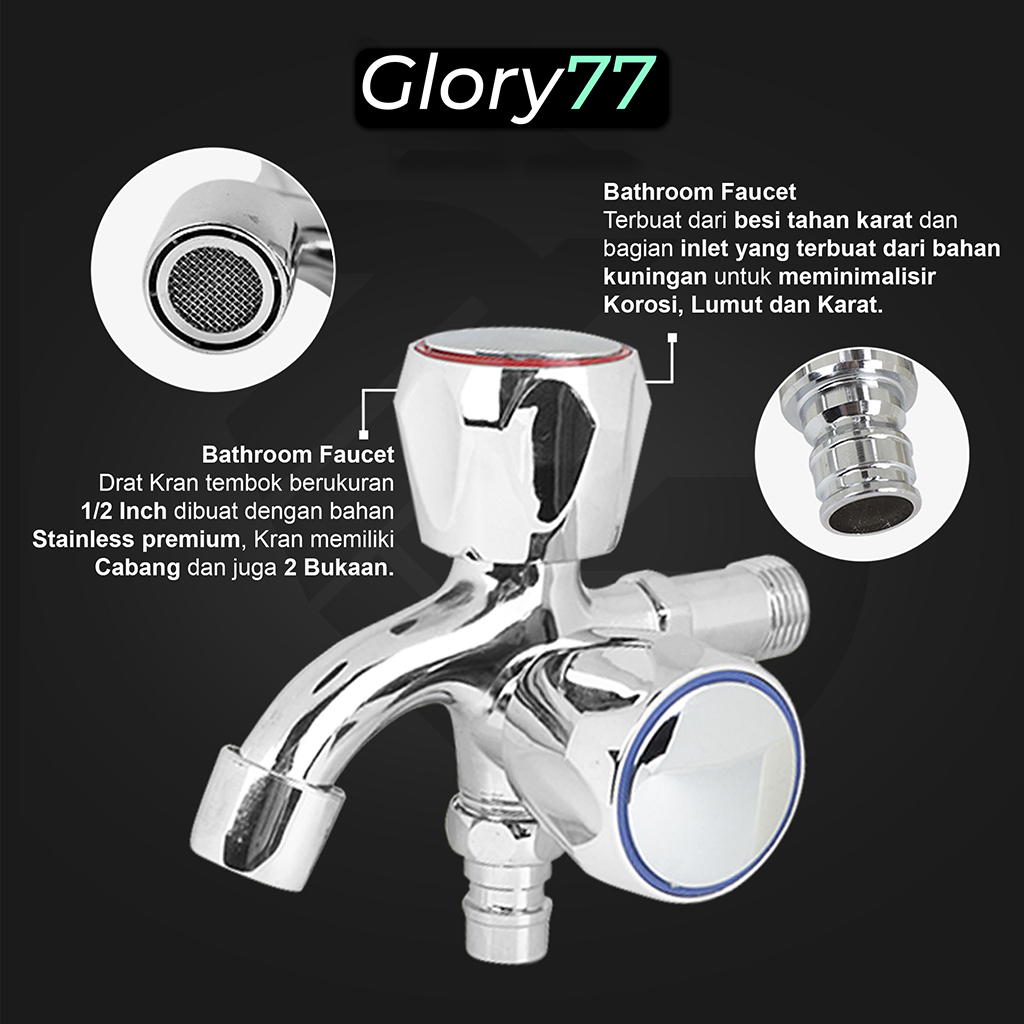 Glory77
Bathroom Faucet
Terbuat dari besi tahan karat dan
bagian inlet yang terbuat dari bahan
kuningan untuk meminimalisir
Korosi, Lumut dan Karat.
Bathroom Faucet
Drat Kran tembok berukuran
1/2 Inch dibuat dengan bahan
Stainless premium, Kran memiliki
Cabang dan juga 2 Bukaan.